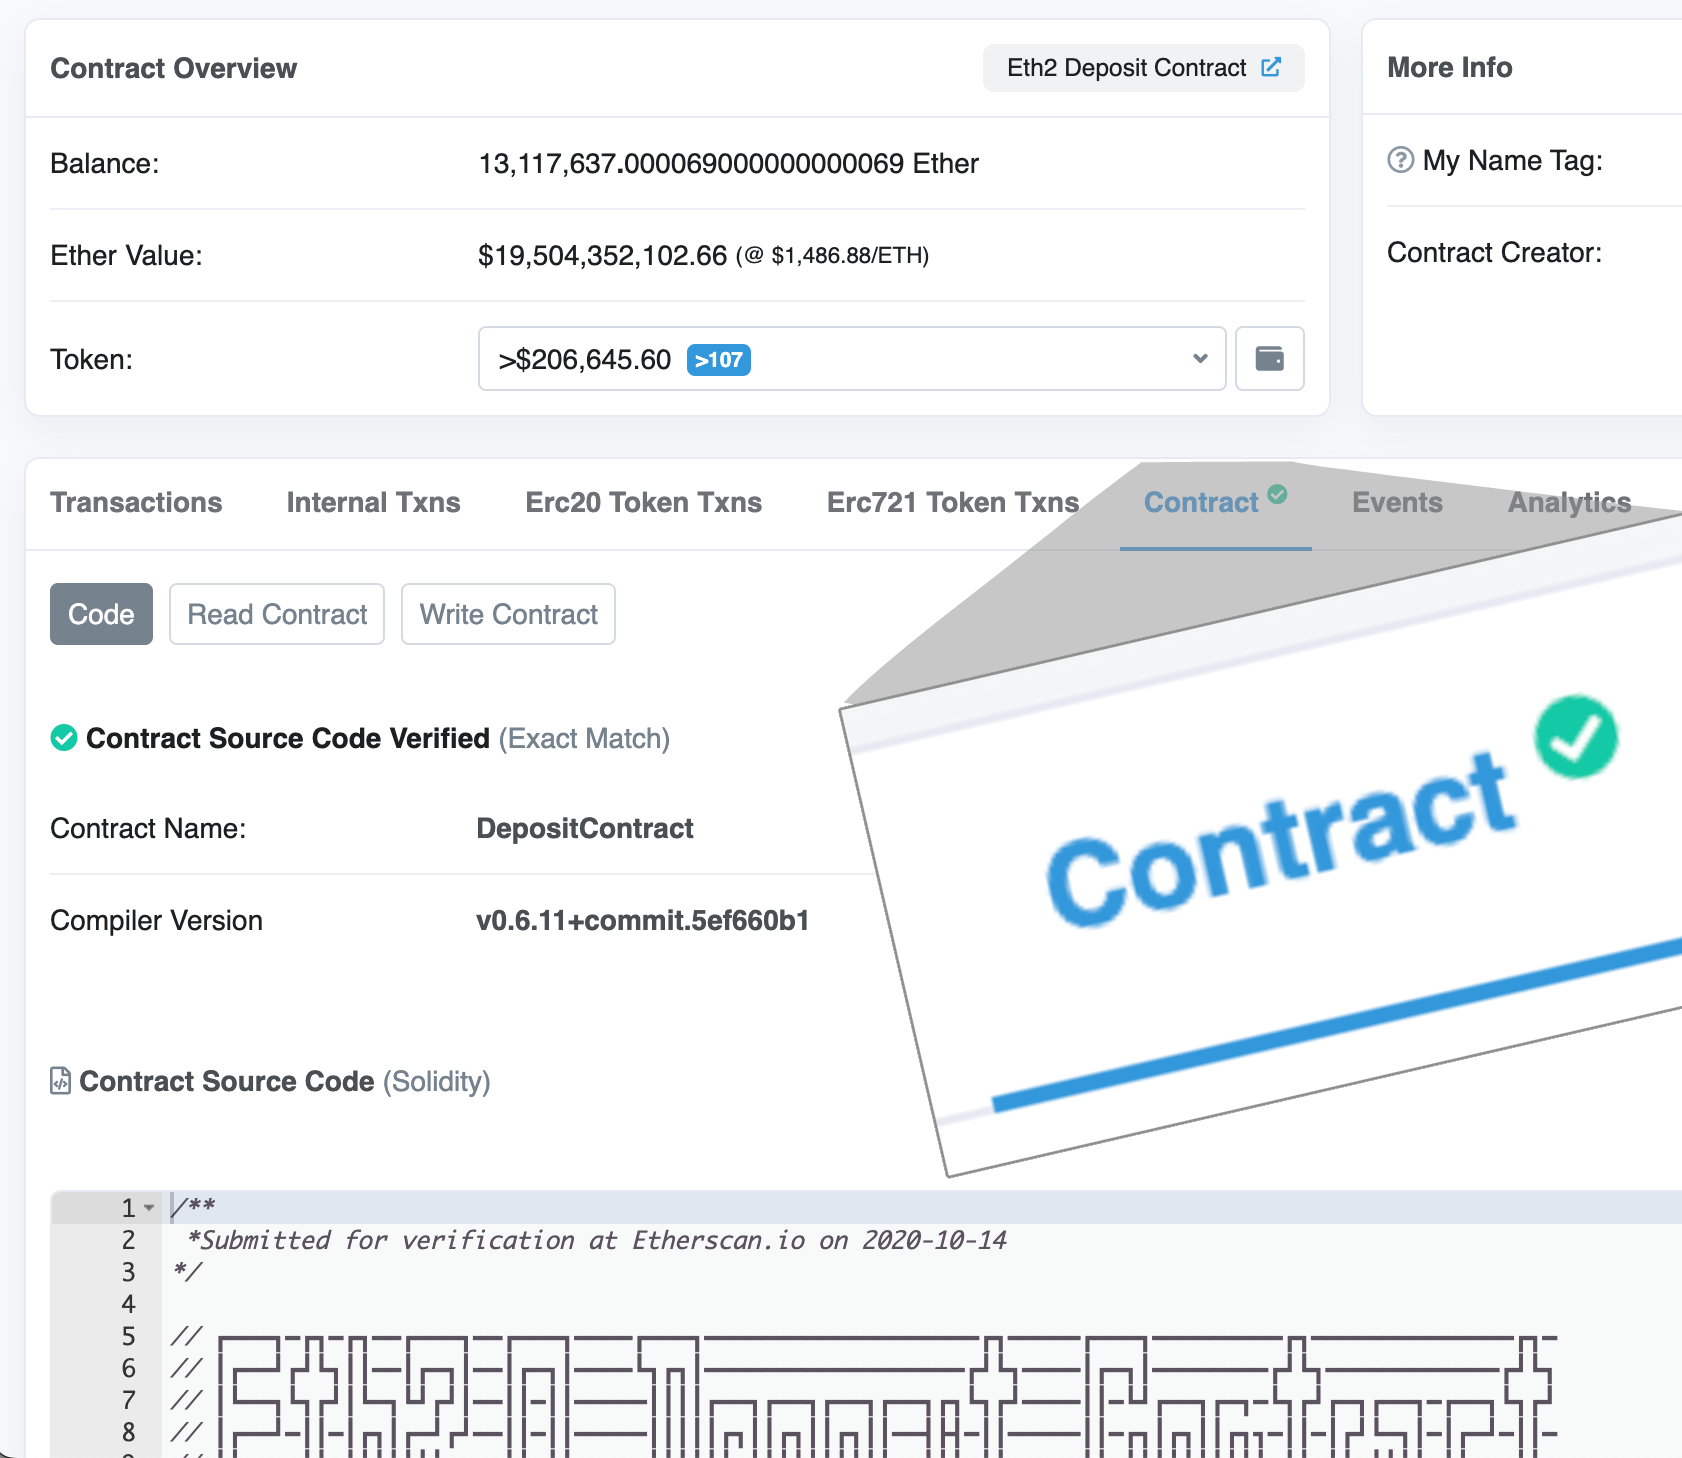 Contract Overview
Eth2 Deposit Contract
More Info
Balance:
13,117,637.000069000000000069 Ether
My Name Tag:
Ether Value:
$19,504,352,102.66 (@ $1,486.88/ETH)
Contract Creator:
Token:
>$206,645.60 >107
Transactions Internal Txns Erc20 Token Txns Erc721 Token Txns Contract Events Analytics
Code Read Contract Write Contract
Contract Source Code Verified (Exact Match)
Contract Name:
DepositContract
Compiler Version
v0.6.11+commit.5ef660b1
Contract
Contract Source Code (Solidity)
1 /**
2 *Submitted for verification at Etherscan.io on 2020-10-14
3 */
4
5 //
6 //
7 //
8 //